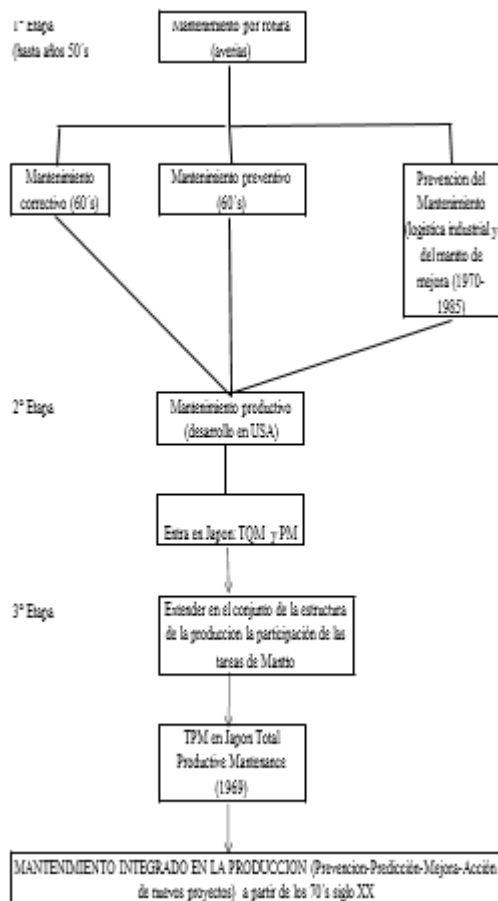 1ª Etapa
(hasta años 50´s
Mantenimiento por rotura
(averias)
Mantenimiento
correctivo (60´s)
Mantenimiento preventivo
(60´s)
Prevencion del
Mantenimiento
(logistica industrial y
del mantto de
mejora (1970-
1985)
2ª Etapa
Mantenimiento productivo
(desarrollo en USA)
Entra en Japon: TQM y PM
3ª Etapa
Extender en el conjunto de la estructura
de la produccion la participación de las
tareas de Mantto
TPM en Japon Total
Productive Mantenance
(1969)
MANTENIMIENTO INTEGRADO EN LA PRODUCCION (Prevencion-Predicción-Mejora-Acción
de nuevos proyectos) a partir de los 70´s siglo XX